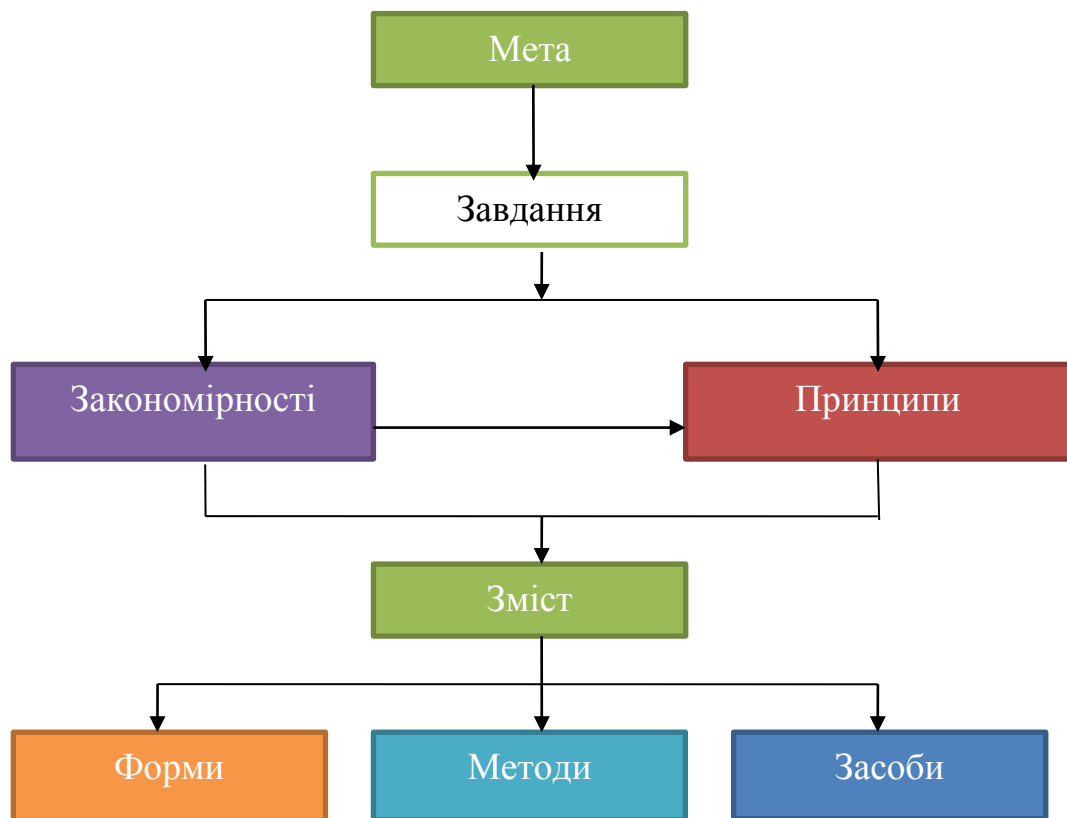 Мета
Завдання
Закономірності
Принципи
Зміст
Форми
Методи
Засоби